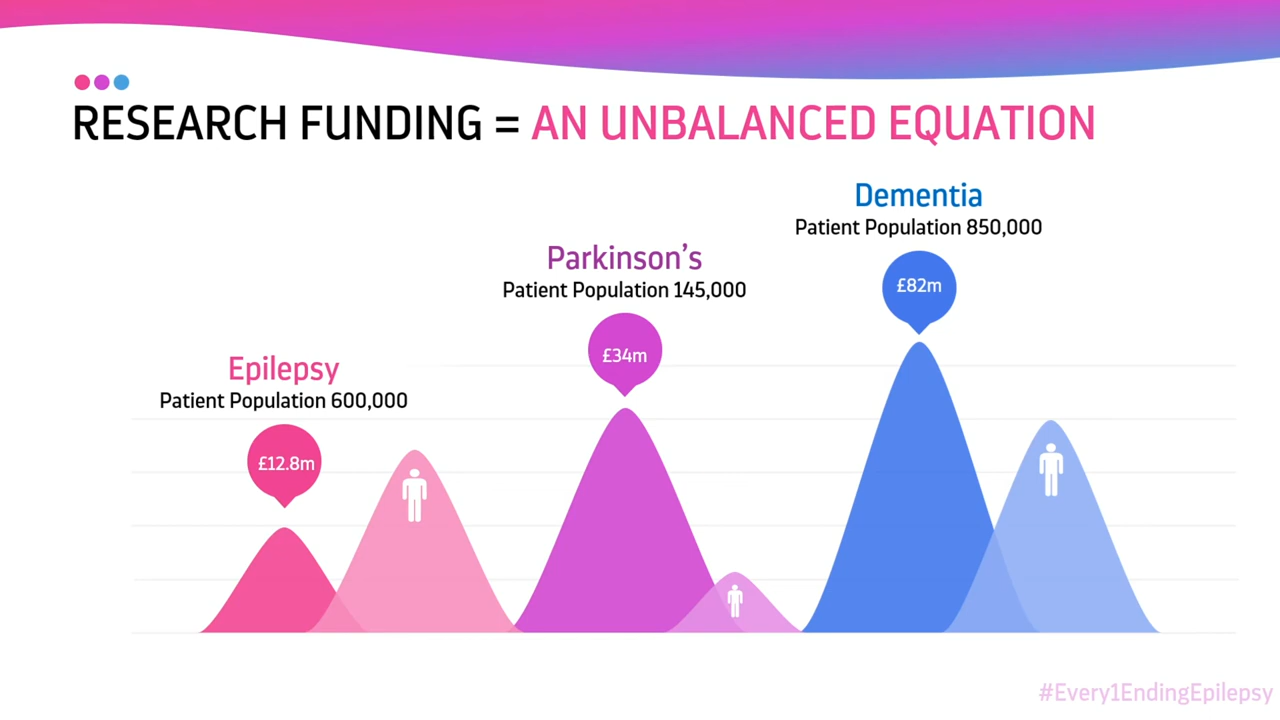 RESEARCH FUNDING = AN UNBALANCED EQUATION
Dementia
Patient Population 850,000
£82m
Parkinson’s
Patient Population 145,000
£34m
Epilepsy
Patient Population 600,000
£12.8m
#Every1EndingEpilepsy